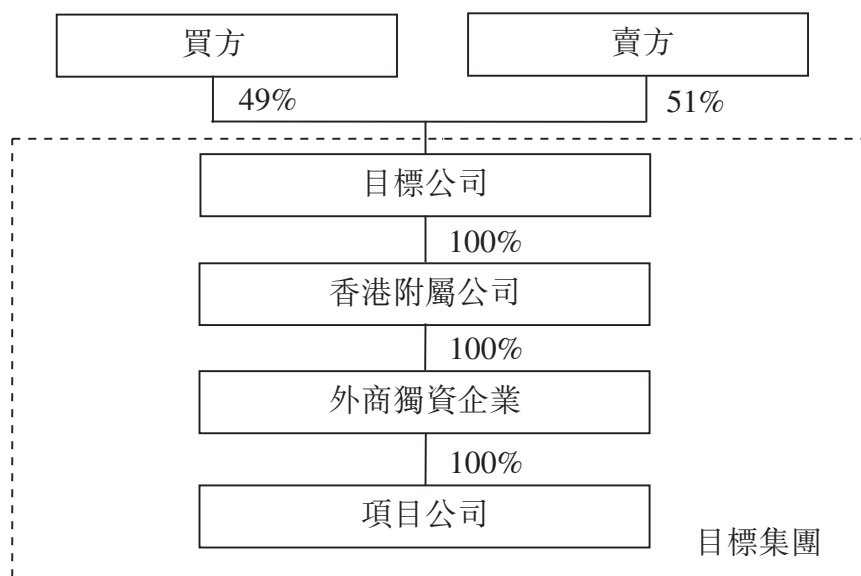 買方
賣方
49%
51%
目標公司
100%
香港附屬公司
100%
外商獨資企業
100%
項目公司
目標集團